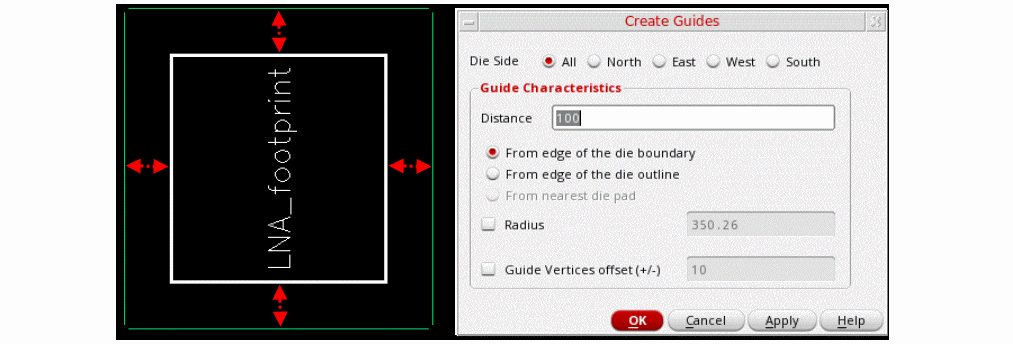 LNA_footprint
Create Guides
Die Side All North East West South
Guide Characteristics
Distance 100
From edge of the die boundary
From edge of the die outline
From nearest die pad
Radius 350.26
Guide Vertices offset (+/-) 10
OK Cancel Apply Help